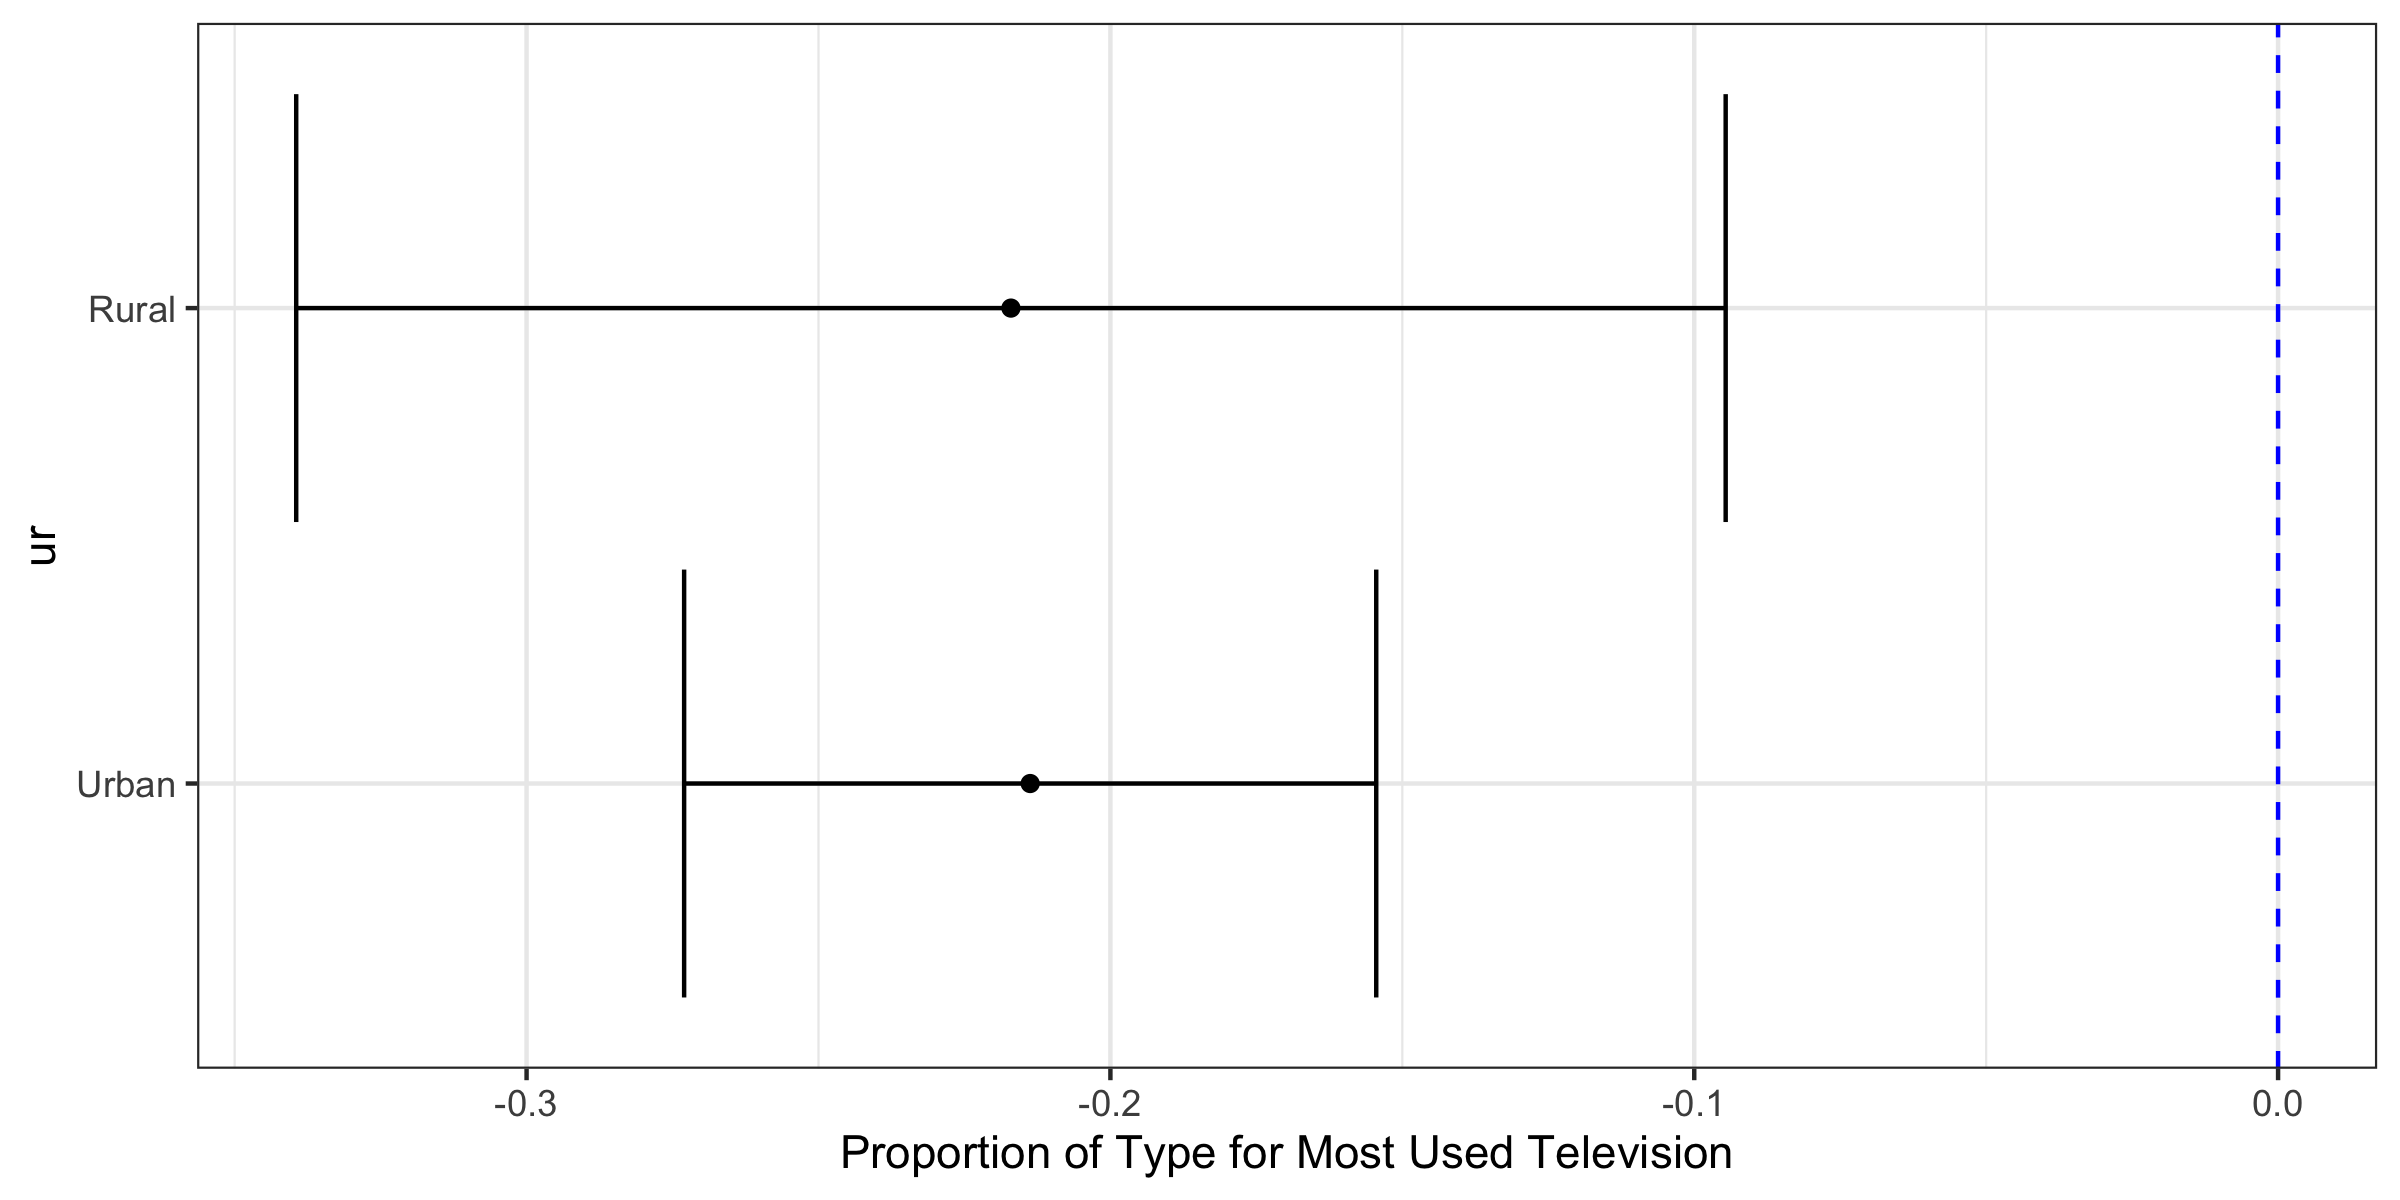 ur
Rural
Urban
-0.3
-0.2
-0.1
0.0
Proportion of Type for Most Used Television